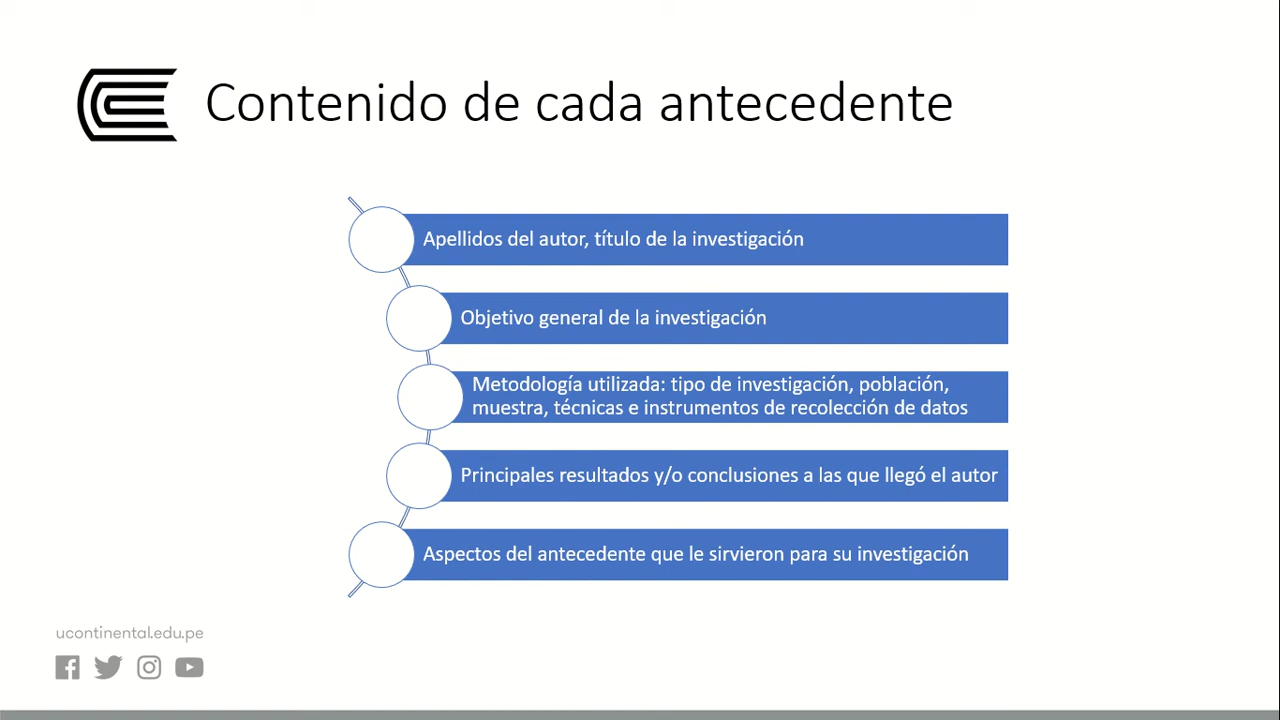 Contenido de cada antecedente
Apellidos del autor, título de la investigación
Objetivo general de la investigación
Metodología utilizada: tipo de investigación, población,
muestra, técnicas e instrumentos de recolección de datos
Principales resultados y/o conclusiones a las que llegó el autor
Aspectos del antecedente que le sirvieron para su investigación
ucontinental.edu.pe